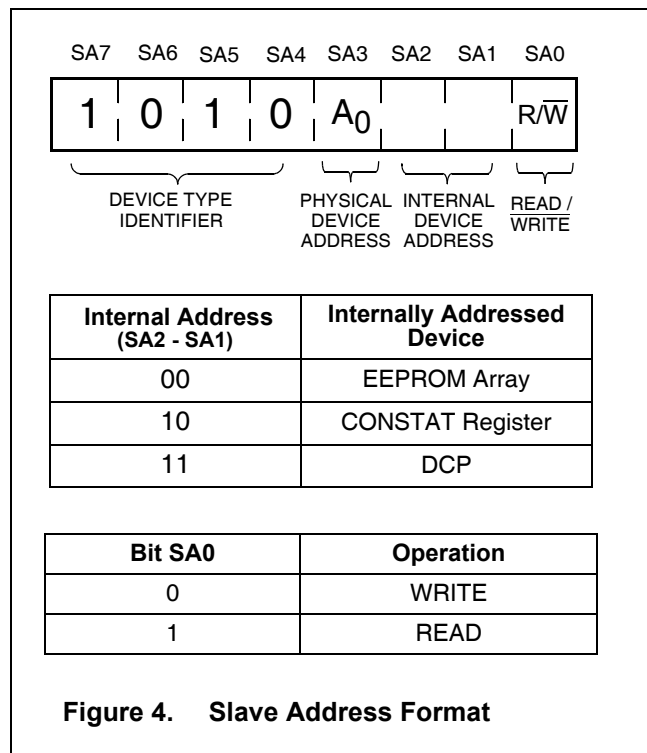 SA7 SA6 SA5 SA4 SA3 SA2 SA1 SA0
1 0 1 0 A0 R/W̅
DEVICE TYPE IDENTIFIER
PHYSICAL DEVICE ADDRESS
INTERNAL DEVICE ADDRESS
READ / W̅R̅I̅T̅E̅
Internal Address (SA2 - SA1) Internally Addressed Device
00 EEPROM Array
10 CONSTAT Register
11 DCP
Bit SA0 Operation
0 WRITE
1 READ
Figure 4. Slave Address Format